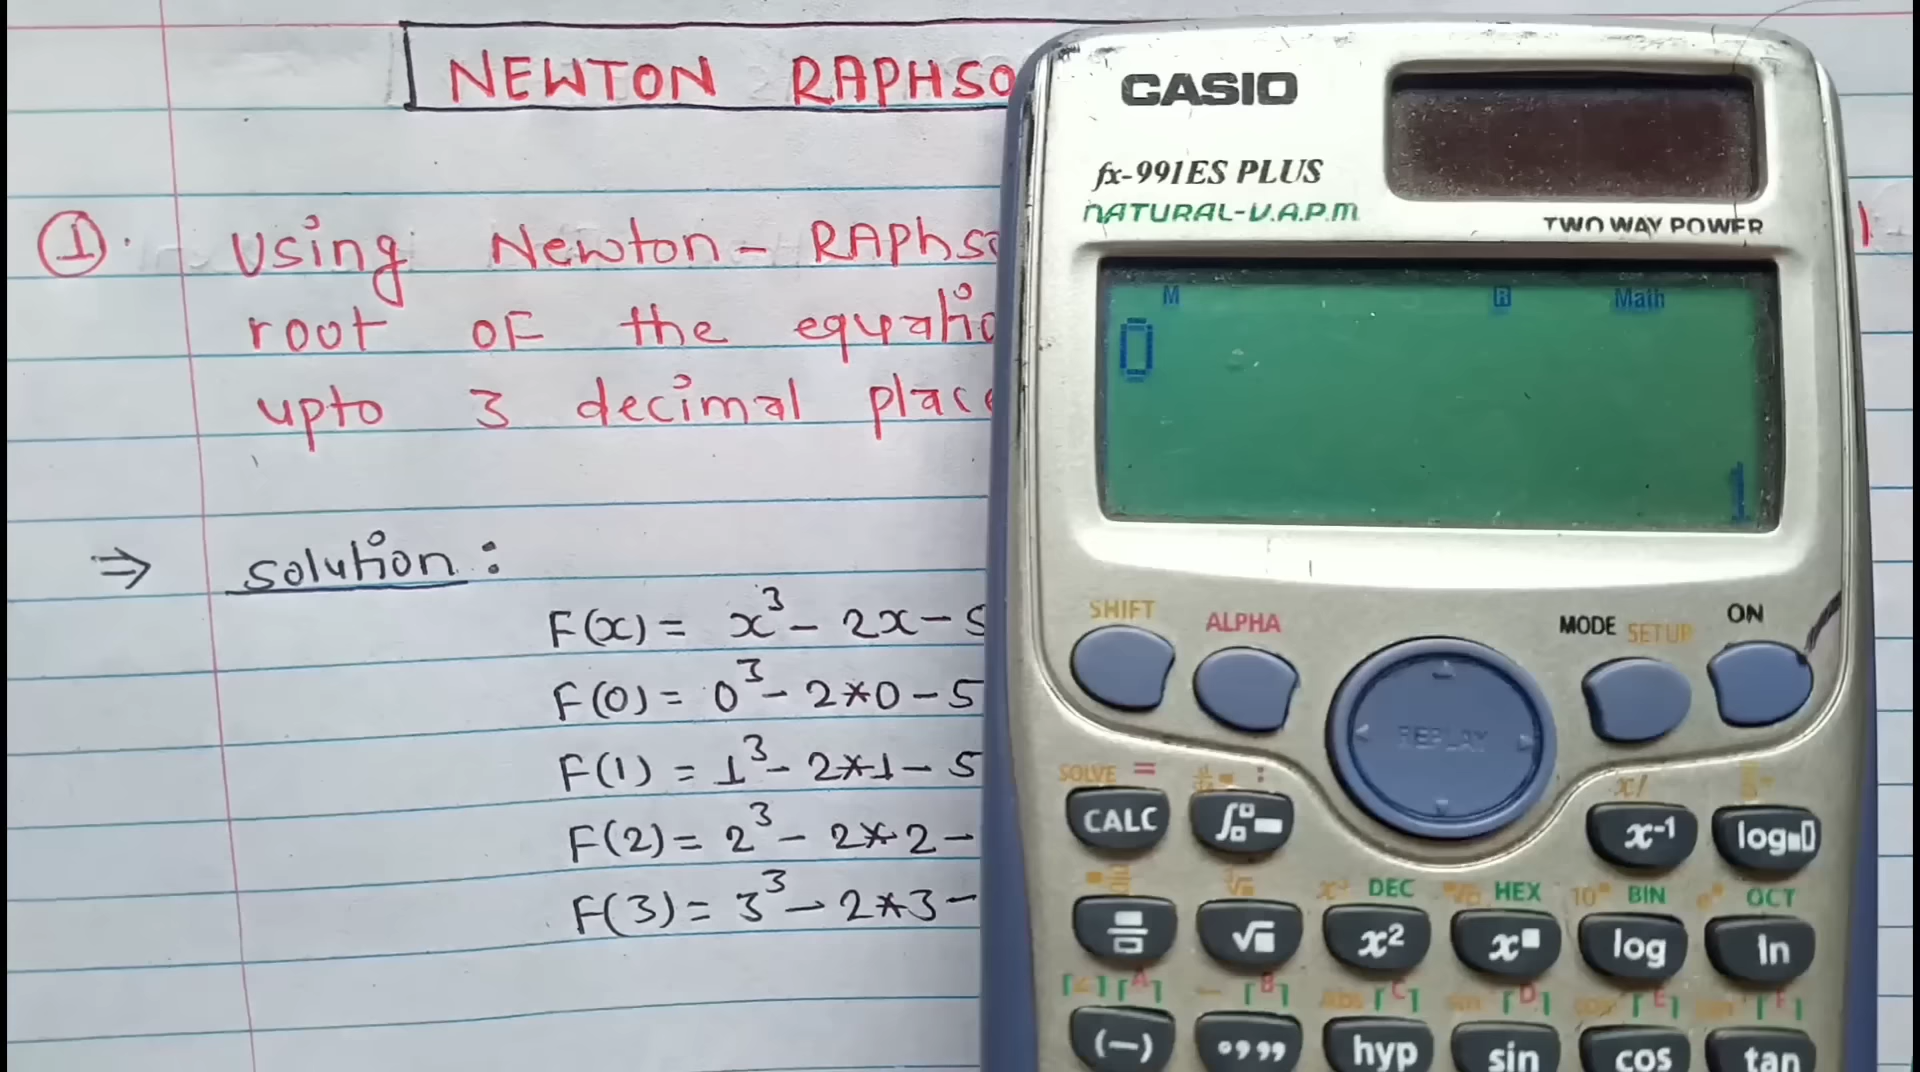 NEWTON RAPHSO
① Using Newton - RAPhso
root OF the equatio
upto 3 decimal place
⇒ solution :
F(x) = x³ - 2x - 5
F(0) = 0³ - 2*0 - 5
F(1) = 1³ - 2*1 - 5
F(2) = 2³ - 2*2 -
F(3) = 3³ - 2*3 -
CASIO
fx-991ES PLUS
NATURAL-V.A.P.M.
TWO WAY POWER
M R Math
SHIFT ALPHA MODE SETUP ON
REPLAY
SOLVE = :
CALC x⁻¹ log
DEC HEX BIN OCT
x² log ln
A B C D E F
(−) hyp sin cos tan